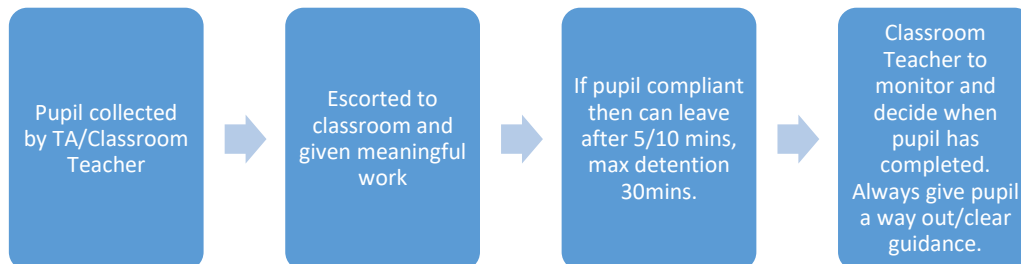 Pupil collected
by TA/Classroom
Teacher
Escorted to
classroom and
given meaningful
work
If pupil compliant
then can leave
after 5/10 mins,
max detention
30mins.
Classroom
Teacher to
monitor and
decide when
pupil has
completed.
Always give pupil
a way out/clear
guidance.